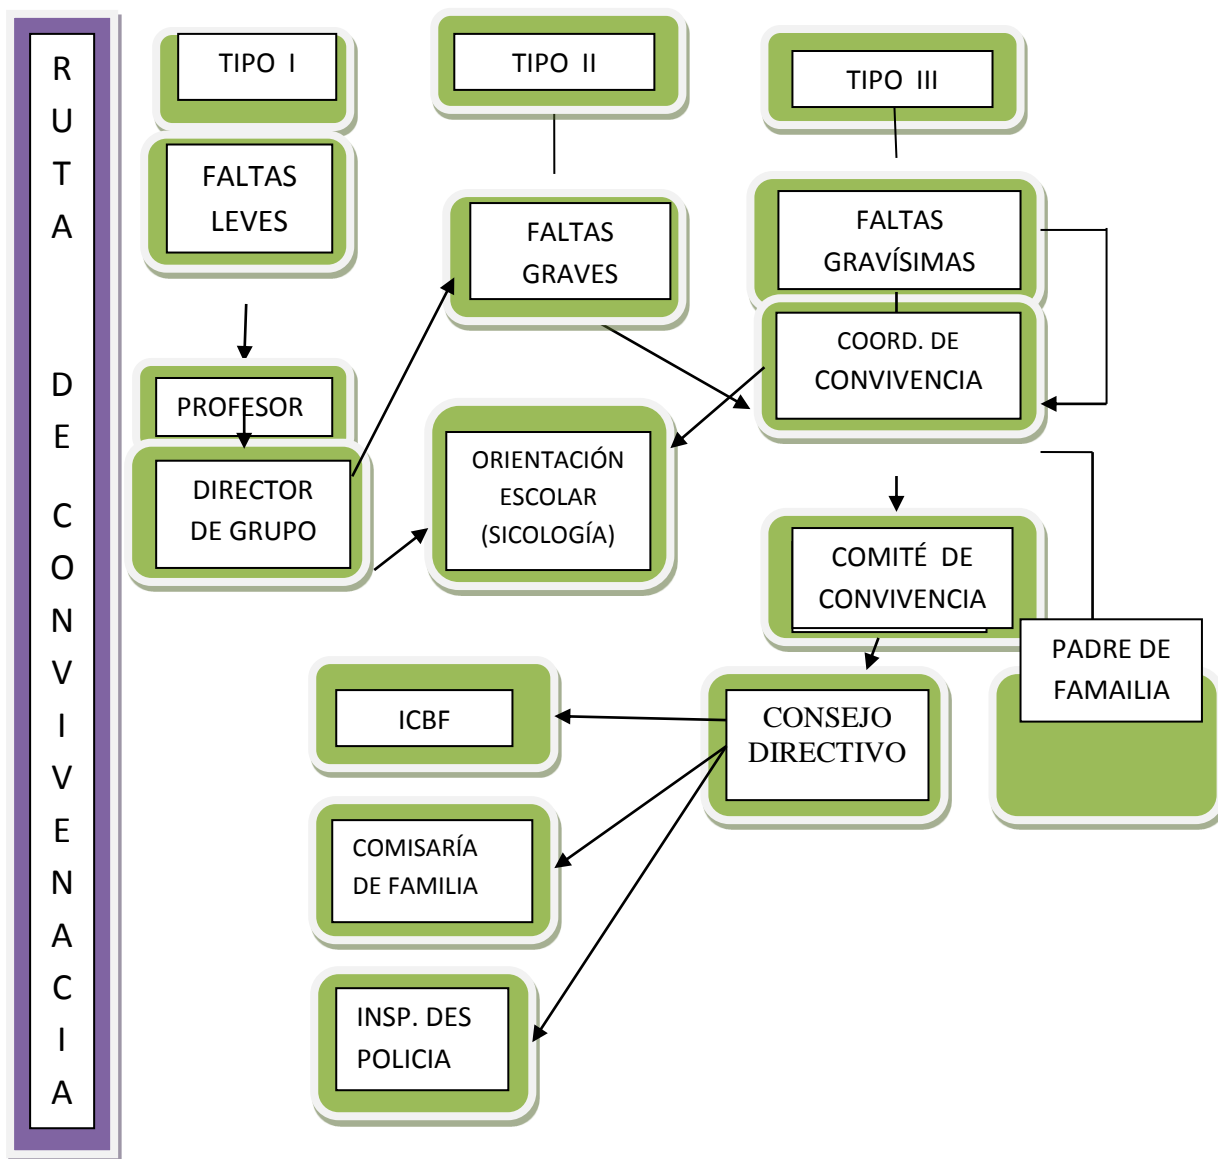 RUTA DE CONVIVENACIA
TIPO I
TIPO II
TIPO III
FALTAS
LEVES
FALTAS
GRAVES
FALTAS
GRAVÍSIMAS
COORD. DE
CONVIVENCIA
PROFESOR
DIRECTOR
DE GRUPO
ORIENTACIÓN
ESCOLAR
(SICOLOGÍA)
COMITÉ DE
CONVIVENCIA
PADRE DE
FAMAILIA
CONSEJO
DIRECTIVO
ICBF
COMISARÍA
DE FAMILIA
INSP. DES
POLICIA